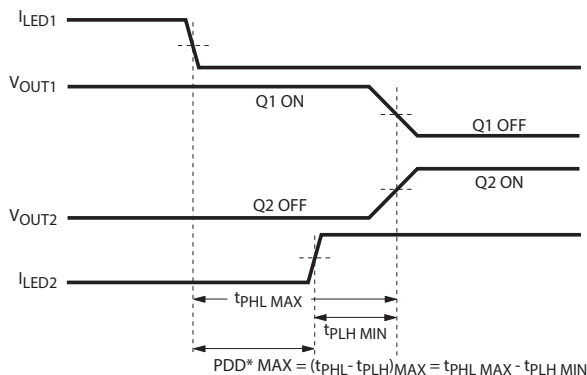 ILED1
VOUT1
Q1 ON
Q1 OFF
Q2 ON
Q2 OFF
VOUT2
ILED2
tPHL MAX
tPLH MIN
PDD* MAX = (tPHL- tPLH)MAX = tPHL MAX - tPLH MIN